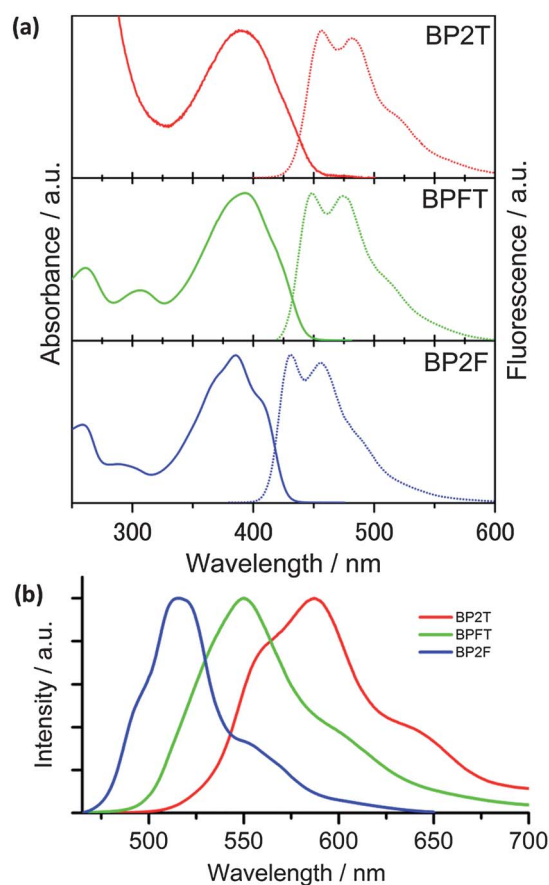 (a)
BP2T
BPFT
BP2F
Absorbance / a.u.
Fluorescence / a.u.
300 400 500 600
Wavelength / nm
(b)
BP2T
BPFT
BP2F
Intensity / a.u.
500 550 600 650 700
Wavelength / nm